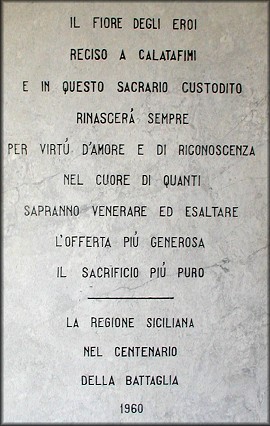 IL FIORE DEGLI EROI
RECISO A CALATAFIMI
E IN QUESTO SACRARIO CUSTODITO
RINASCERÁ SEMPRE
PER VIRTÚ D'AMORE E DI RICONOSCENZA
NEL CUORE DI QUANTI
SAPRANNO VENERARE ED ESALTARE
L'OFFERTA PIÚ GENEROSA
IL SACRIFICIO PIÚ PURO
LA REGIONE SICILIANA
NEL CENTENARIO
DELLA BATTAGLIA
1960